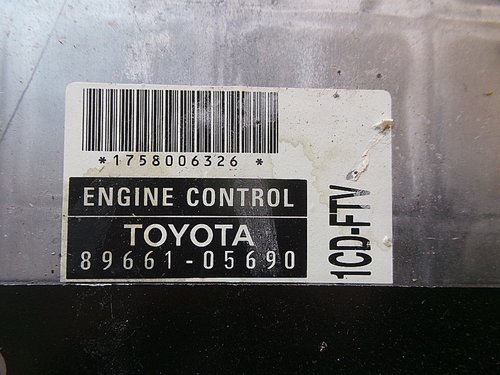 *1758006326 *
ENGINE CONTROL
TOYOTA
89661-05690
1CD-FTV